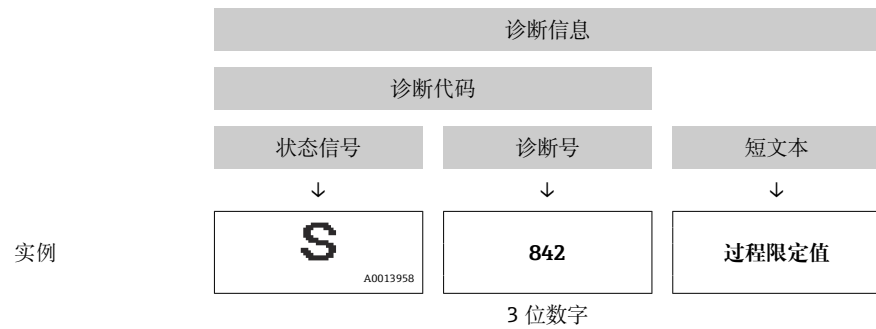 诊断信息
诊断代码
状态信号 诊断号 短文本
↓ ↓ ↓
实例 S 842 过程限定值
A0013958
3 位数字